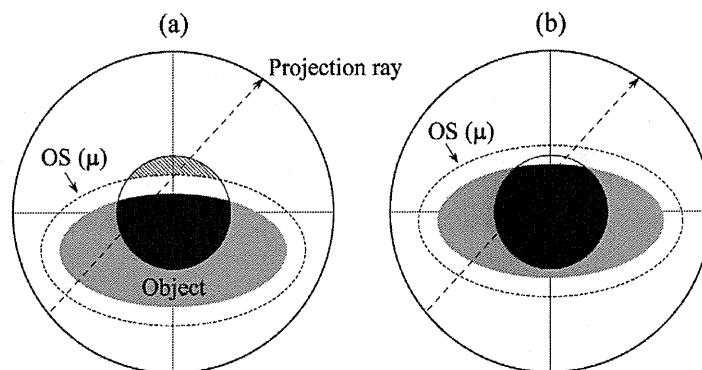 (a)
(b)
Projection ray
OS (μ)
OS (μ)
Object